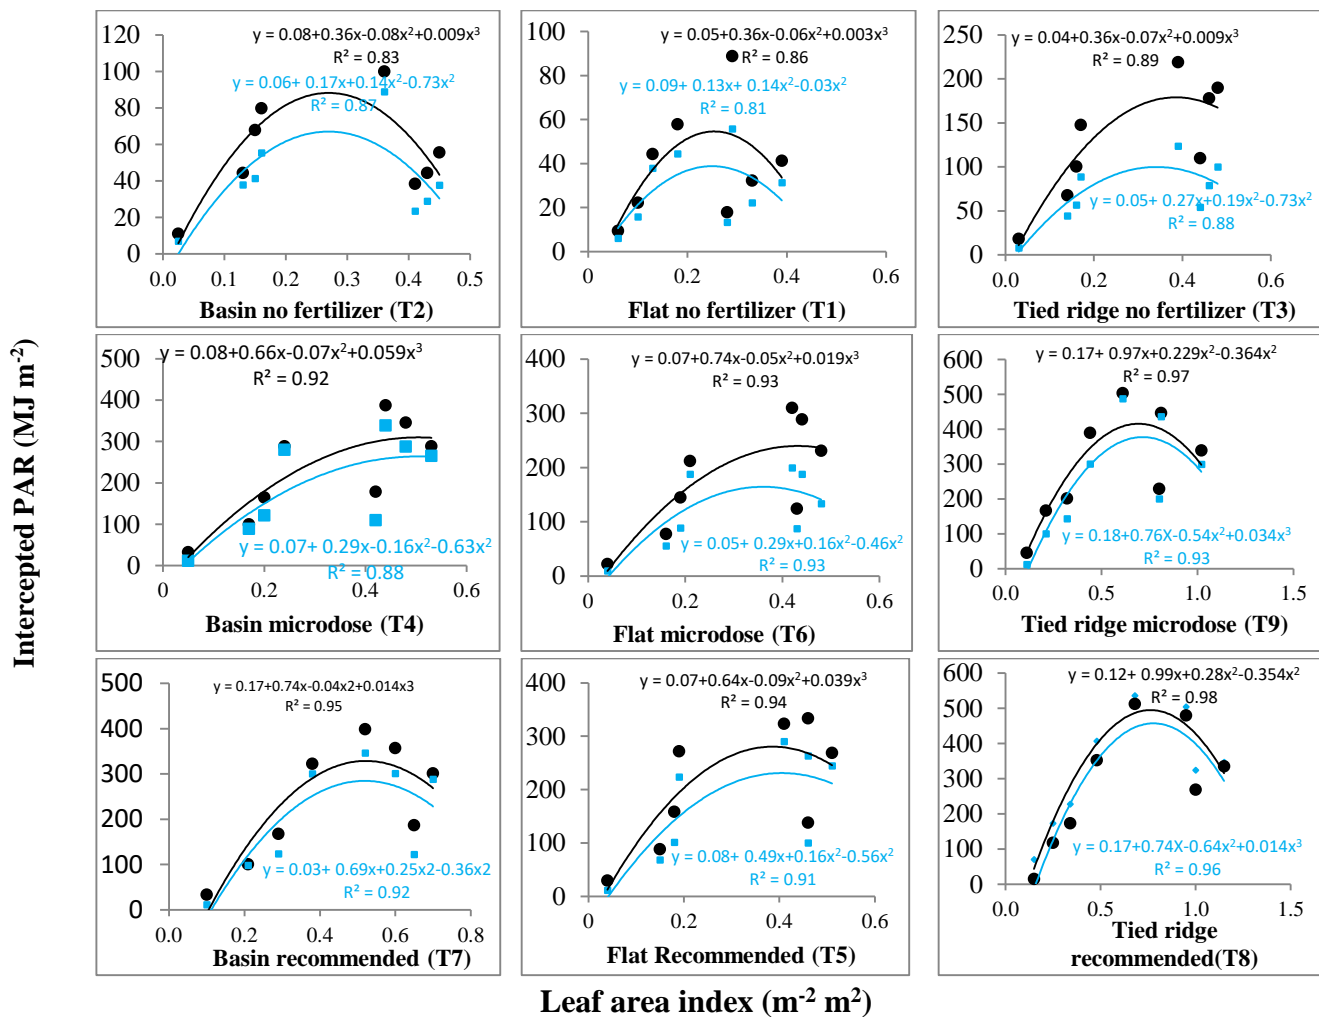 Intercepted PAR (MJ m⁻²)
y = 0.08+0.36x-0.08x²+0.009x³
R² = 0.83
y = 0.06+ 0.17x+0.14x²-0.73x²
R² = 0.87
120
100
80
60
40
20
0
0.0 0.1 0.2 0.3 0.4 0.5
Basin no fertilizer (T2)
y = 0.05+0.36x-0.06x²+0.003x³
R² = 0.86
y = 0.09+ 0.13x+ 0.14x²-0.03x²
R² = 0.81
100
80
60
40
20
0
0.0 0.2 0.4 0.6
Flat no fertilizer (T1)
y = 0.04+0.36x-0.07x²+0.009x³
R² = 0.89
y = 0.05+ 0.27x+0.19x²-0.73x²
R² = 0.88
250
200
150
100
50
0
0.0 0.2 0.4 0.6
Tied ridge no fertilizer (T3)
y = 0.08+0.66x-0.07x²+0.059x³
R² = 0.92
y = 0.07+ 0.29x-0.16x²-0.63x²
R² = 0.88
500
400
300
200
100
0
0.0 0.2 0.4 0.6
Basin microdose (T4)
y = 0.07+0.74x-0.05x²+0.019x³
R² = 0.93
y = 0.05+ 0.29x+0.16x²-0.46x²
R² = 0.93
400
300
200
100
0
0.0 0.2 0.4 0.6
Flat microdose (T6)
y = 0.17+ 0.97x+0.229x²-0.364x²
R² = 0.97
y = 0.18+0.76X-0.54x²+0.034x³
R² = 0.93
600
500
400
300
200
100
0
0.0 0.5 1.0 1.5
Tied ridge microdose (T9)
y = 0.17+0.74x-0.04x2+0.014x3
R² = 0.95
y = 0.03+ 0.69x+0.25x2-0.36x2
R² = 0.92
500
400
300
200
100
0
0.0 0.2 0.4 0.6 0.8
Basin recommended (T7)
y = 0.07+0.64x-0.09x²+0.039x³
R² = 0.94
y = 0.08+ 0.49x+0.16x²-0.56x²
R² = 0.91
400
300
200
100
0
0.0 0.2 0.4 0.6
Flat Recommended (T5)
y = 0.12+ 0.99x+0.28x²-0.354x²
R² = 0.98
y = 0.17+0.74X-0.64x²+0.014x³
R² = 0.96
600
500
400
300
200
100
0
0.0 0.5 1.0 1.5
Tied ridge
recommended(T8)
Leaf area index (m⁻² m²)